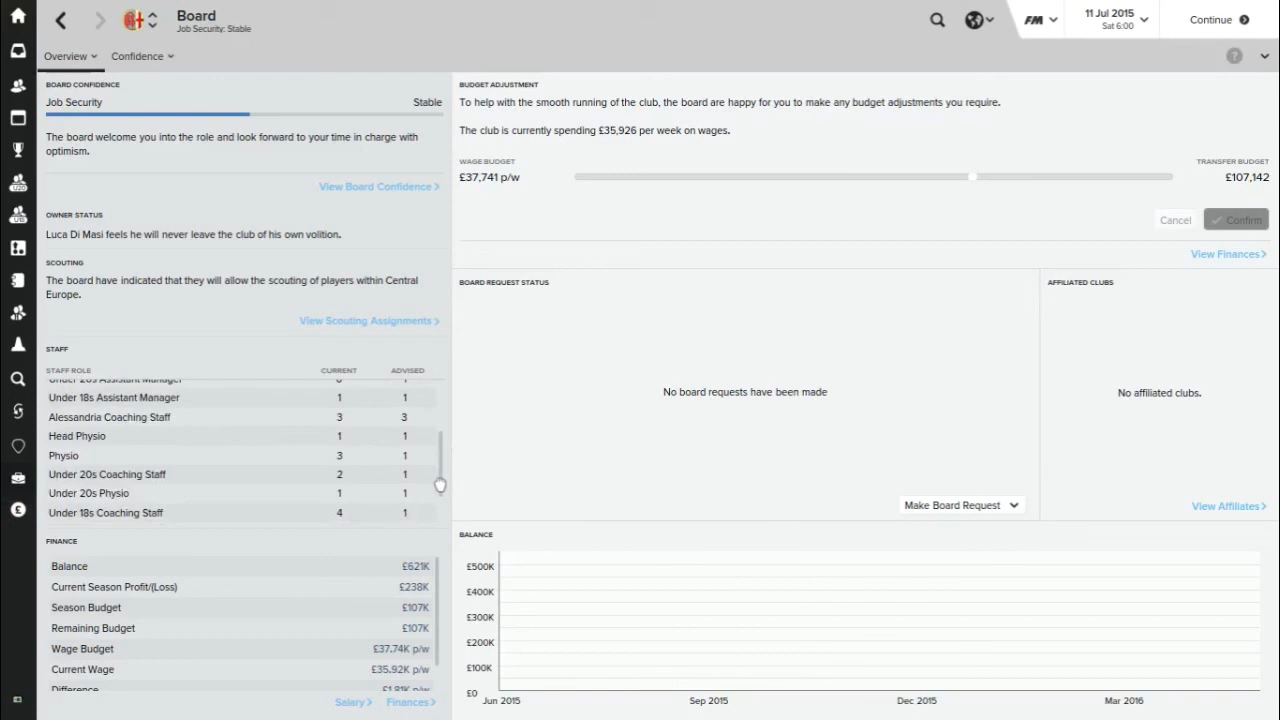 Board
Job Security: Stable
FM
11 Jul 2015
Sat 6:00
Continue
Overview
Confidence
?
BOARD CONFIDENCE
Job Security Stable
The board welcome you into the role and look forward to your time in charge with
optimism.
View Board Confidence
OWNER STATUS
Luca Di Masi feels he will never leave the club of his own volition.
SCOUTING
The board have indicated that they will allow the scouting of players within Central
Europe.
View Scouting Assignments
STAFF
STAFF ROLE CURRENT ADVISED
Under 20s Assistant Manager 0 1
Under 18s Assistant Manager 1 1
Alessandria Coaching Staff 3 3
Head Physio 1 1
Physio 3 1
Under 20s Coaching Staff 2 1
Under 20s Physio 1 1
Under 18s Coaching Staff 4 1
FINANCE
Balance £621K
Current Season Profit/(Loss) £238K
Season Budget £107K
Remaining Budget £107K
Wage Budget £37.74K p/w
Current Wage £35.92K p/w
Difference £1.81K p/w
Salary Finances
BUDGET ADJUSTMENT
To help with the smooth running of the club, the board are happy for you to make any budget adjustments you require.
The club is currently spending £35,926 per week on wages.
WAGE BUDGET TRANSFER BUDGET
£37,741 p/w £107,142
Cancel Confirm
View Finances
BOARD REQUEST STATUS
No board requests have been made
Make Board Request
AFFILIATED CLUBS
No affiliated clubs.
View Affiliates
BALANCE
£500K
£400K
£300K
£200K
£100K
£0
Jun 2015 Sep 2015 Dec 2015 Mar 2016